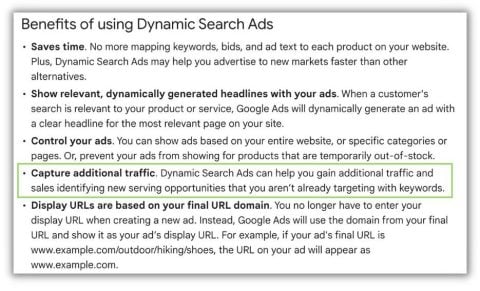 Benefits of using Dynamic Search Ads
• Saves time. No more mapping keywords, bids, and ad text to each product on your website.
Plus, Dynamic Search Ads may help you advertise to new markets faster than other
alternatives.
• Show relevant, dynamically generated headlines with your ads. When a customer's
search is relevant to your product or service, Google Ads will dynamically generate an ad with
a clear headline for the most relevant page on your site.
• Control your ads. You can show ads based on your entire website, or specific categories or
pages. Or, prevent your ads from showing for products that are temporarily out-of-stock.
• Capture additional traffic. Dynamic Search Ads can help you gain additional traffic and
sales identifying new serving opportunities that you aren't already targeting with keywords.
• Display URLs are based on your final URL domain. You no longer have to enter your
display URL when creating a new ad. Instead, Google Ads will use the domain from your final
URL and show it as your ad's display URL. For example, if your ad's final URL is
www.example.com/outdoor/hiking/shoes, the URL on your ad will appear as
www.example.com.